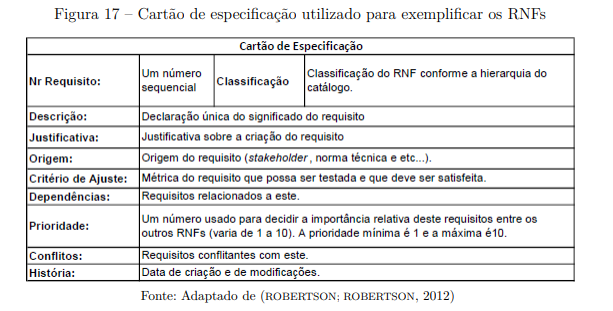 Figura 17 – Cartão de especificação utilizado para exemplificar os RNFs
Cartão de Especificação
Nr Requisito:
Um número
sequencial
Classificação
Classificação do RNF conforme a hierarquia do
catálogo.
Descrição: Declaração única do significado do requisito
Justificativa: Justificativa sobre a criação do requisito
Origem: Origem do requisito (stakeholder , norma técnica e etc...).
Critério de Ajuste: Métrica do requisito que possa ser testada e que deve ser satisfeita.
Dependências: Requisitos relacionados a este.
Prioridade:
Um número usado para decidir a importância relativa deste requisitos entre os
outros RNFs (varia de 1 a 10). A prioridade mínima é 1 e a máxima é10.
Conflitos: Requisitos conflitantes com este.
História: Data de criação e de modificações.
Fonte: Adaptado de (ROBERTSON; ROBERTSON, 2012)